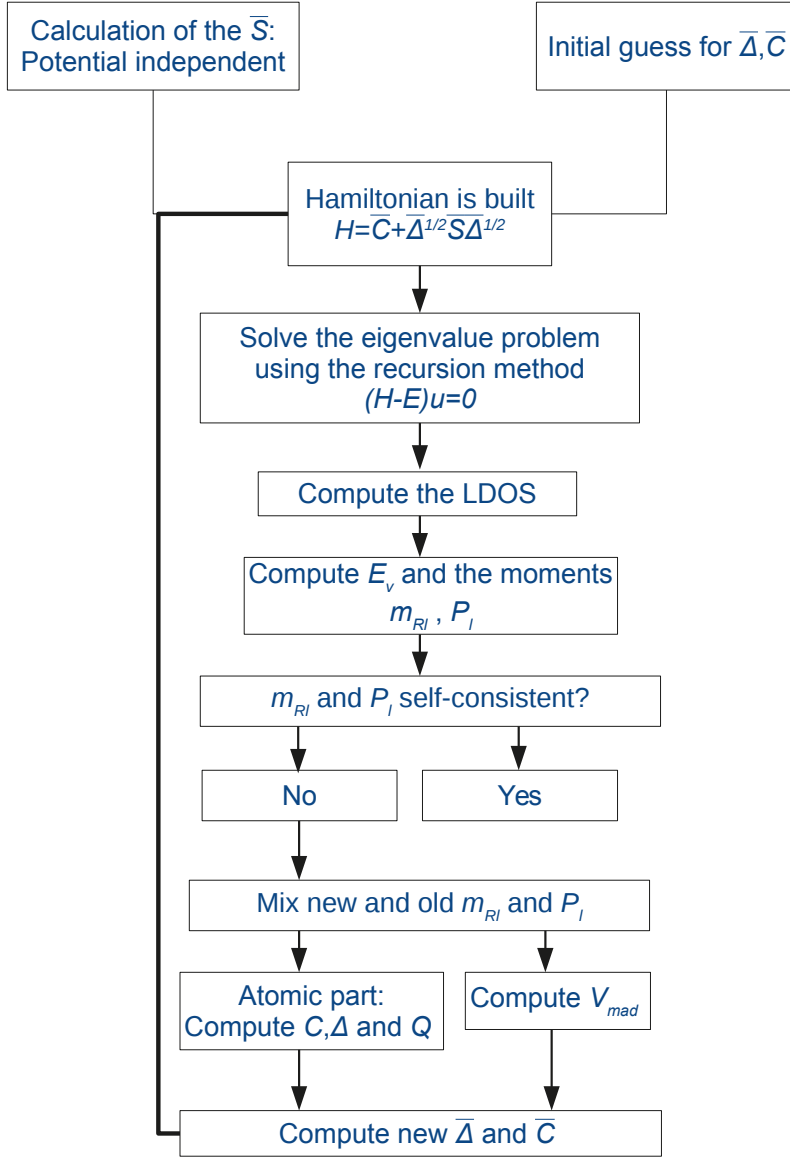 Calculation of the S̅:
Potential independent
Initial guess for Δ̅,C̅
Hamiltonian is built
H=C̅+Δ̅^1/2 S̅Δ̅^1/2
Solve the eigenvalue problem
using the recursion method
(H-E)u=0
Compute the LDOS
Compute E_v and the moments
m_Rl , P_l
m_Rl and P_l self-consistent?
No
Yes
Mix new and old m_Rl and P_l
Atomic part:
Compute C,Δ and Q
Compute V_mad
Compute new Δ̅ and C̅